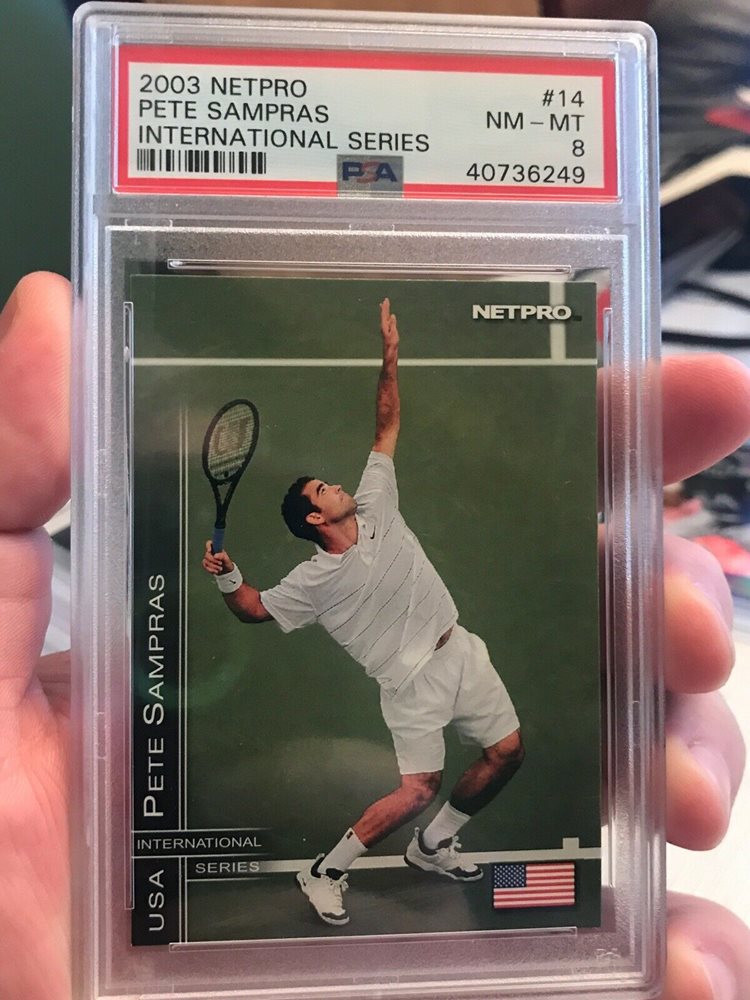 2003 NETPRO #14
PETE SAMPRAS NM - MT
INTERNATIONAL SERIES 8
PSA 40736249
NETPRO
PETE SAMPRAS
INTERNATIONAL
USA SERIES
W